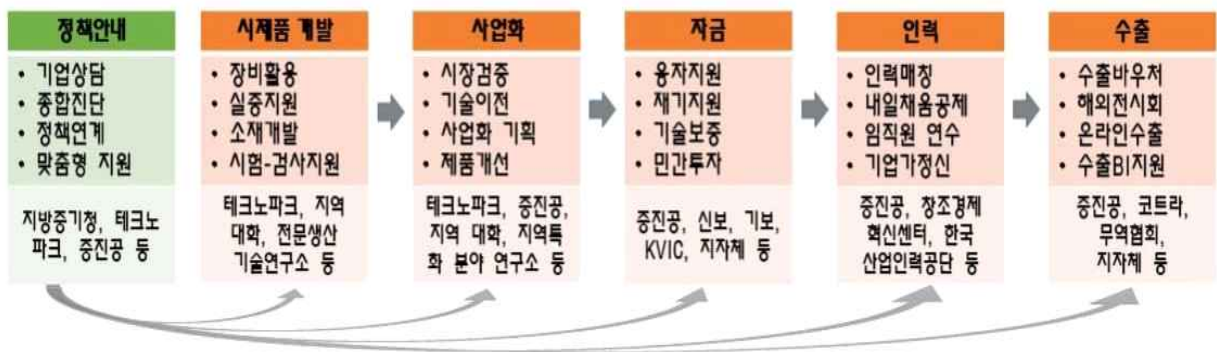 정책안내
• 기업상담
• 종합진단
• 정책연계
• 맞춤형 지원
지방중기청, 테크노
파크, 중진공 등
시제품 개발
• 장비활용
• 실증지원
• 소재개발
• 시험-검사지원
테크노파크, 지역
대학, 전문생산
기술연구소 등
사업화
• 시장검증
• 기술이전
• 사업화 기획
• 제품개선
테크노파크, 중진공,
지역 대학, 지역특
화 분야 연구소 등
자금
• 융자지원
• 재기지원
• 기술보증
• 민간투자
중진공, 신보, 기보,
KVIC, 지자체 등
인력
• 인력매칭
• 내일채움공제
• 임직원 연수
• 기업가정신
중진공, 창조경제
혁신센터, 한국
산업인력공단 등
수출
• 수출바우처
• 해외전시회
• 온라인수출
• 수출BI지원
중진공, 코트라,
무역협회,
지자체 등